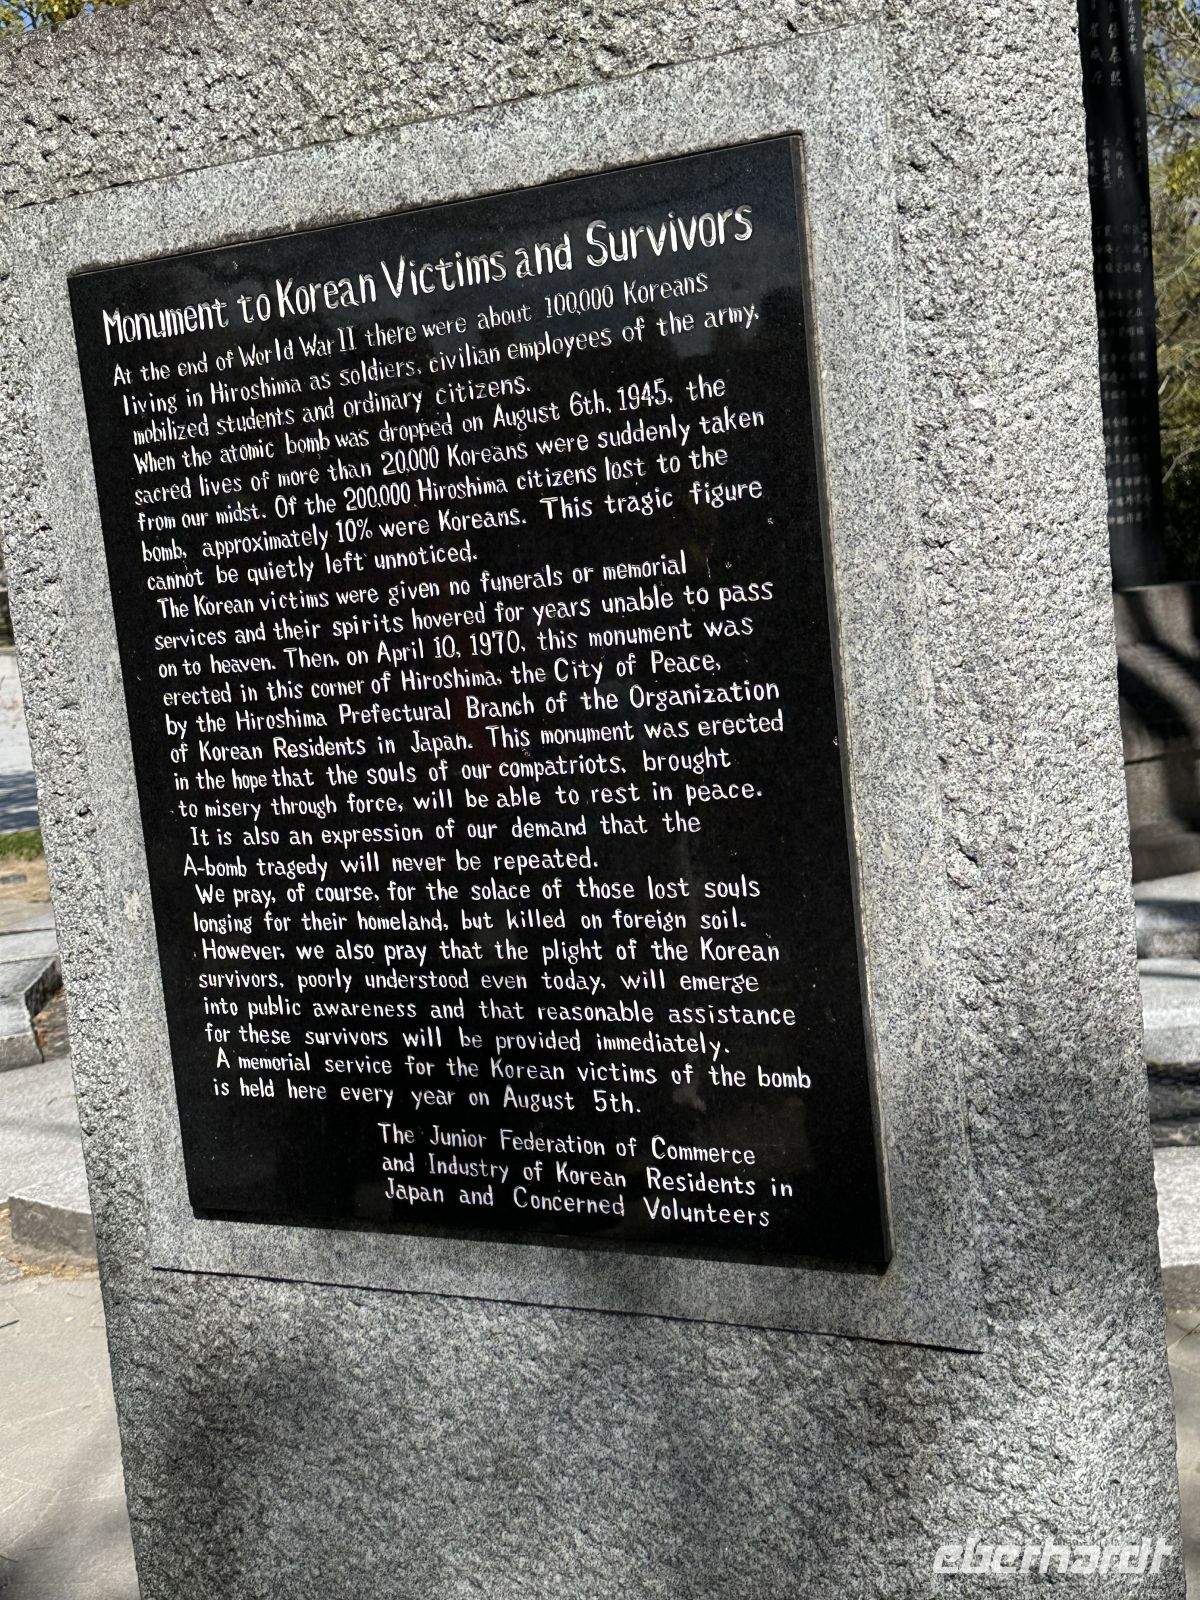 Monument to Korean Victims and Survivors
At the end of World War II there were about 100,000 Koreans
living in Hiroshima as soldiers, civilian employees of the army,
mobilized students and ordinary citizens.
When the atomic bomb was dropped on August 6th, 1945, the
sacred lives of more than 20,000 Koreans were suddenly taken
from our midst. Of the 200,000 Hiroshima citizens lost to the
bomb, approximately 10% were Koreans. This tragic figure
cannot be quietly left unnoticed.
The Korean victims were given no funerals or memorial
services and their spirits hovered for years unable to pass
on to heaven. Then, on April 10, 1970, this monument was
erected in this corner of Hiroshima, the City of Peace,
by the Hiroshima Prefectural Branch of the Organization
of Korean Residents in Japan. This monument was erected
in the hope that the souls of our compatriots, brought
to misery through force, will be able to rest in peace.
It is also an expression of our demand that the
A-bomb tragedy will never be repeated.
We pray, of course, for the solace of those lost souls
longing for their homeland, but killed on foreign soil.
However, we also pray that the plight of the Korean
survivors, poorly understood even today, will emerge
into public awareness and that reasonable assistance
for these survivors will be provided immediately.
A memorial service for the Korean victims of the bomb
is held here every year on August 5th.
The Junior Federation of Commerce
and Industry of Korean Residents in
Japan and Concerned Volunteers
eberhardt